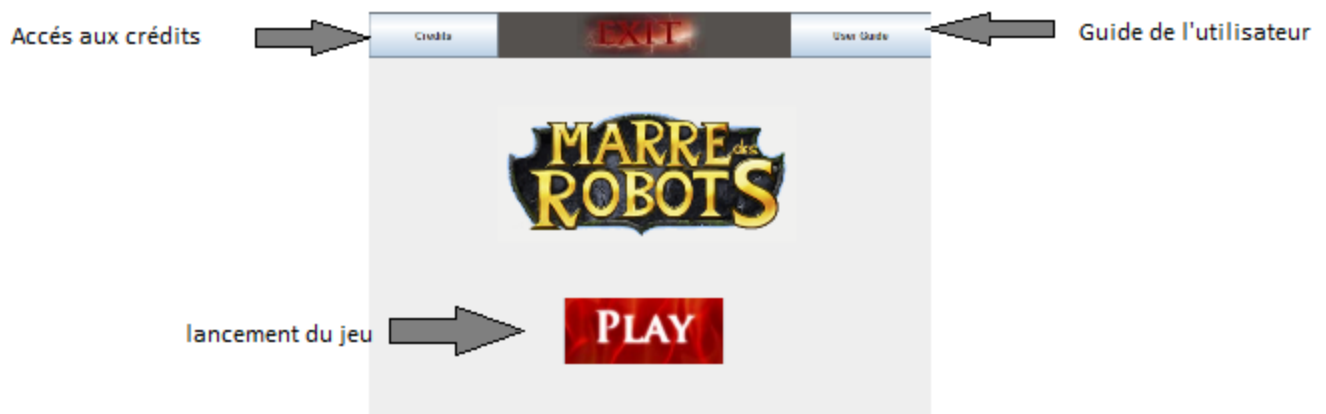 Accés aux crédits
Credits
EXIT
User Guide
Guide de l'utilisateur
MARRE des
ROBOTS
lancement du jeu
PLAY